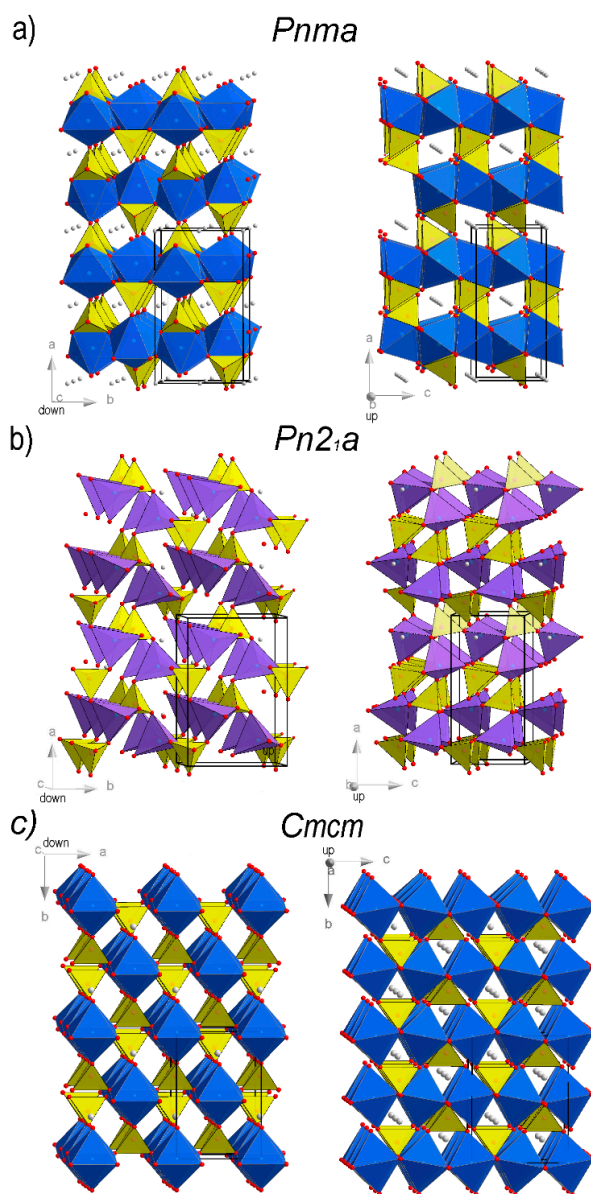 a) Pnma
a
c b
down
a
b c
up
b) Pn2₁a
a
up
c b
down
a
b c
up
c) Cmcm
down
c a
b
up
a c
b